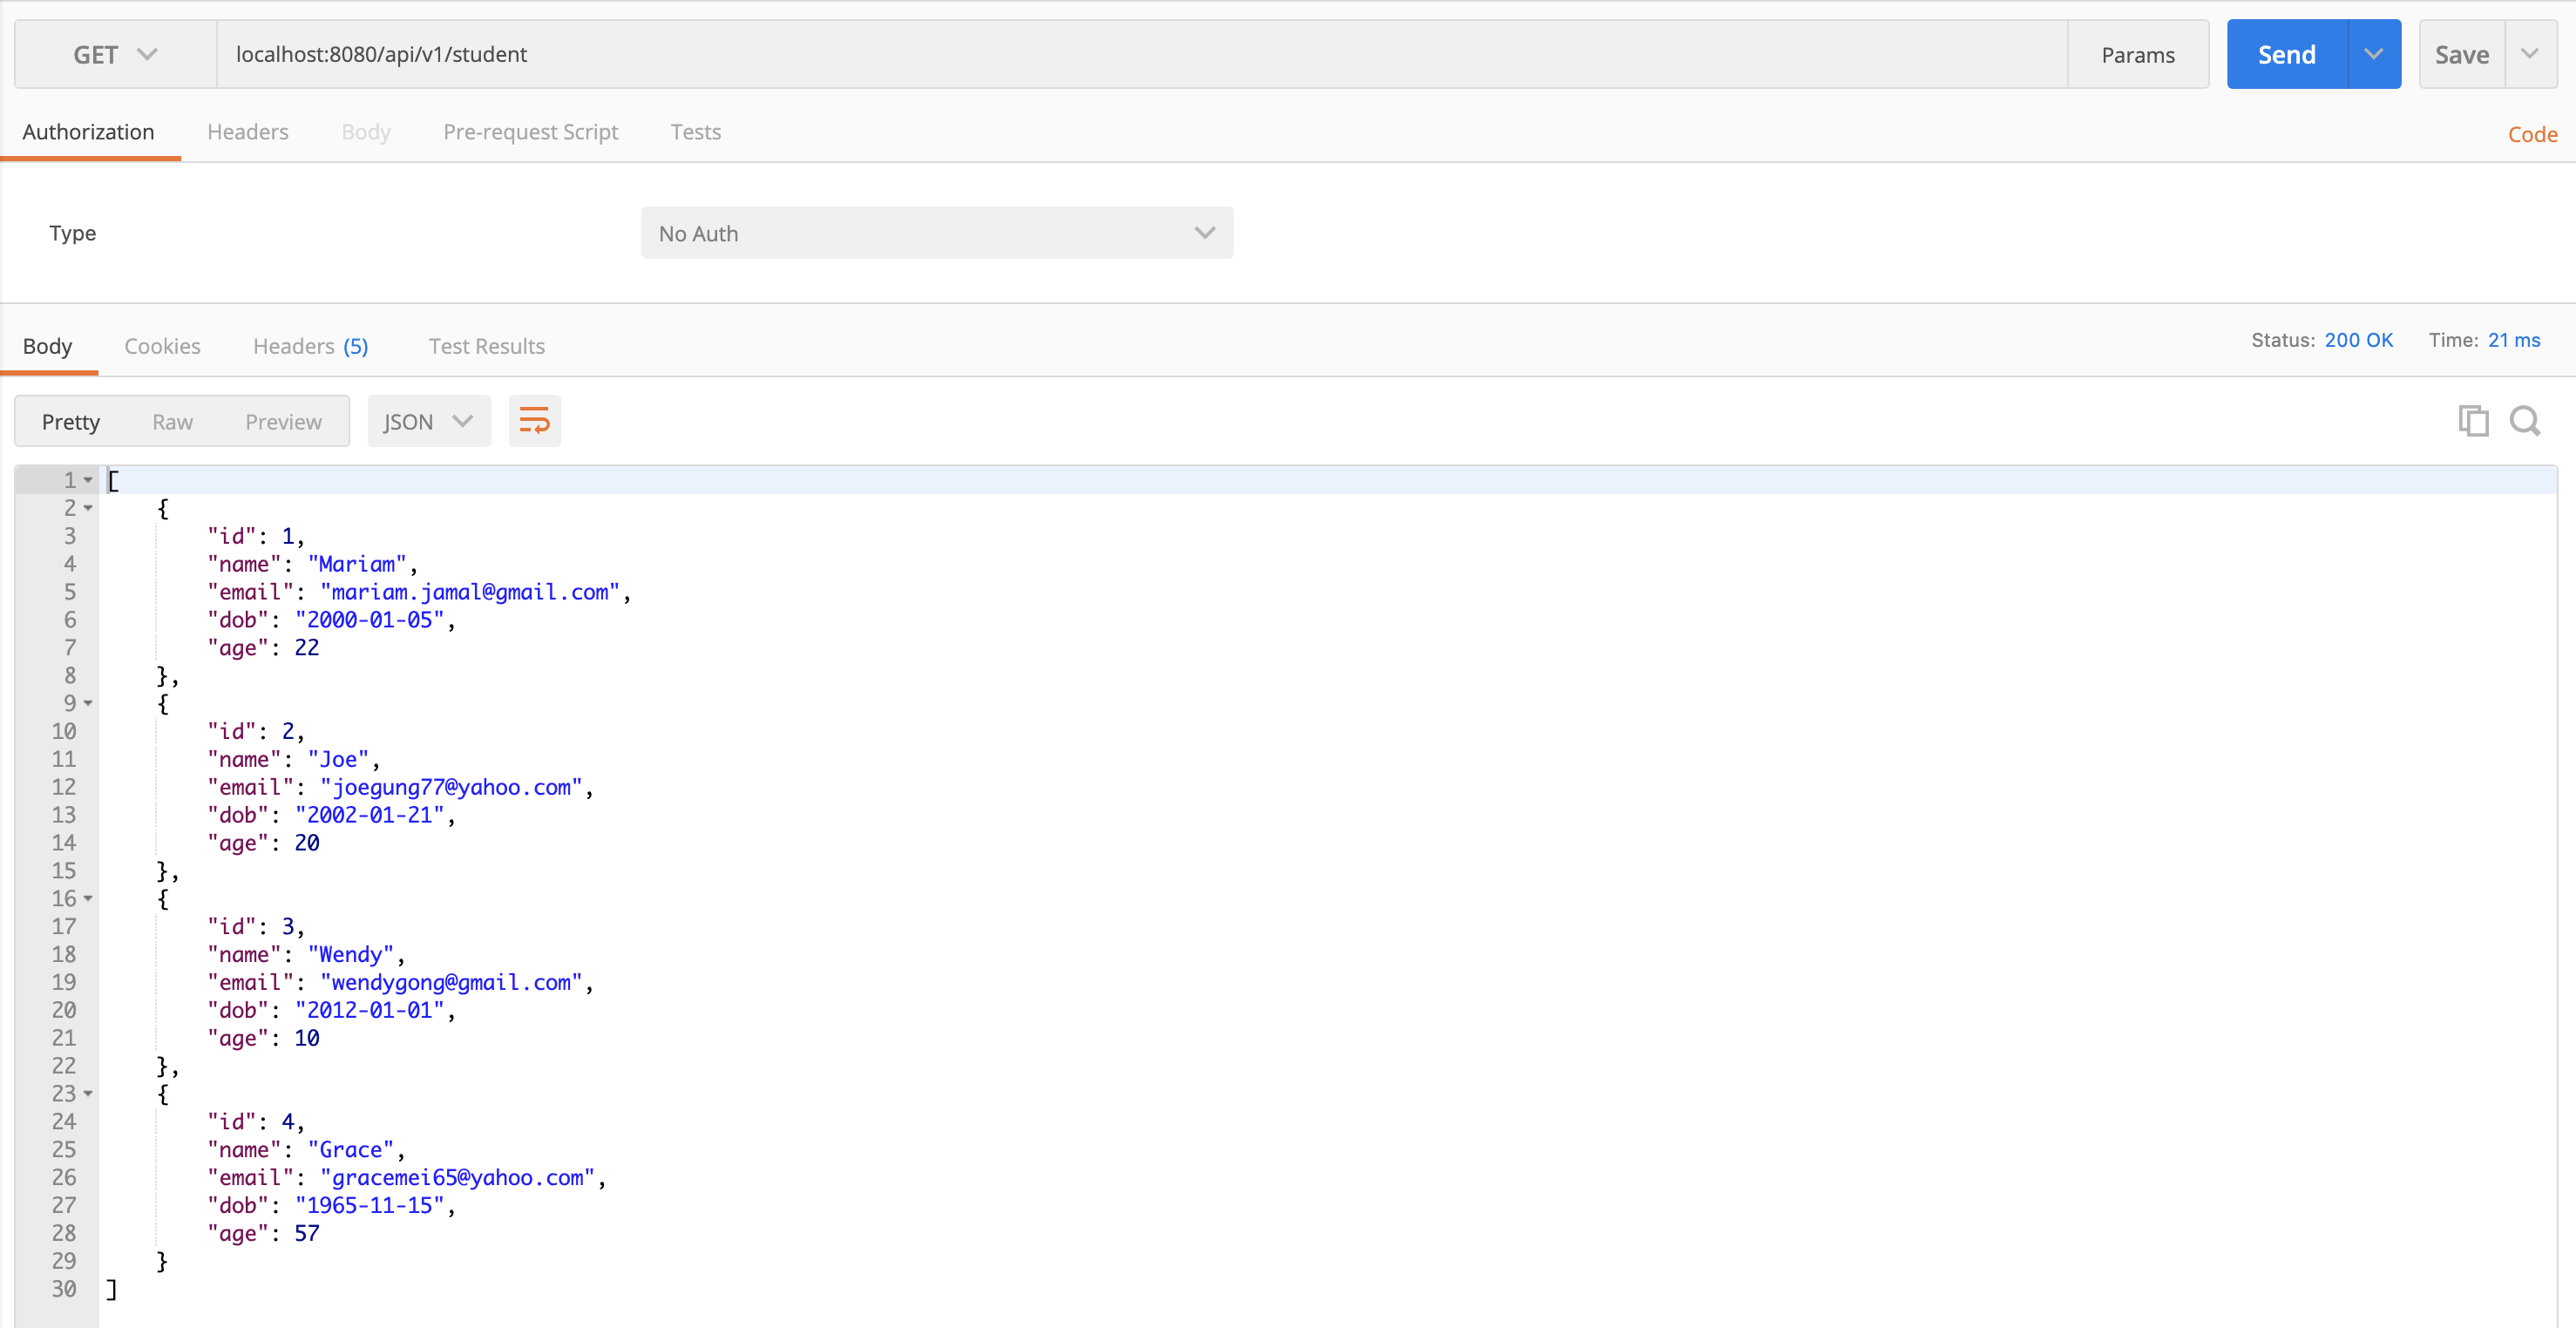 GET localhost:8080/api/v1/student Params Send Save
Authorization Headers Body Pre-request Script Tests Code
Type No Auth
Body Cookies Headers (5) Test Results Status: 200 OK Time: 21 ms
Pretty Raw Preview JSON
1 [
2 {
3 "id": 1,
4 "name": "Mariam",
5 "email": "mariam.jamal@gmail.com",
6 "dob": "2000-01-05",
7 "age": 22
8 },
9 {
10 "id": 2,
11 "name": "Joe",
12 "email": "joegung77@yahoo.com",
13 "dob": "2002-01-21",
14 "age": 20
15 },
16 {
17 "id": 3,
18 "name": "Wendy",
19 "email": "wendygong@gmail.com",
20 "dob": "2012-01-01",
21 "age": 10
22 },
23 {
24 "id": 4,
25 "name": "Grace",
26 "email": "gracemei65@yahoo.com",
27 "dob": "1965-11-15",
28 "age": 57
29 }
30 ]